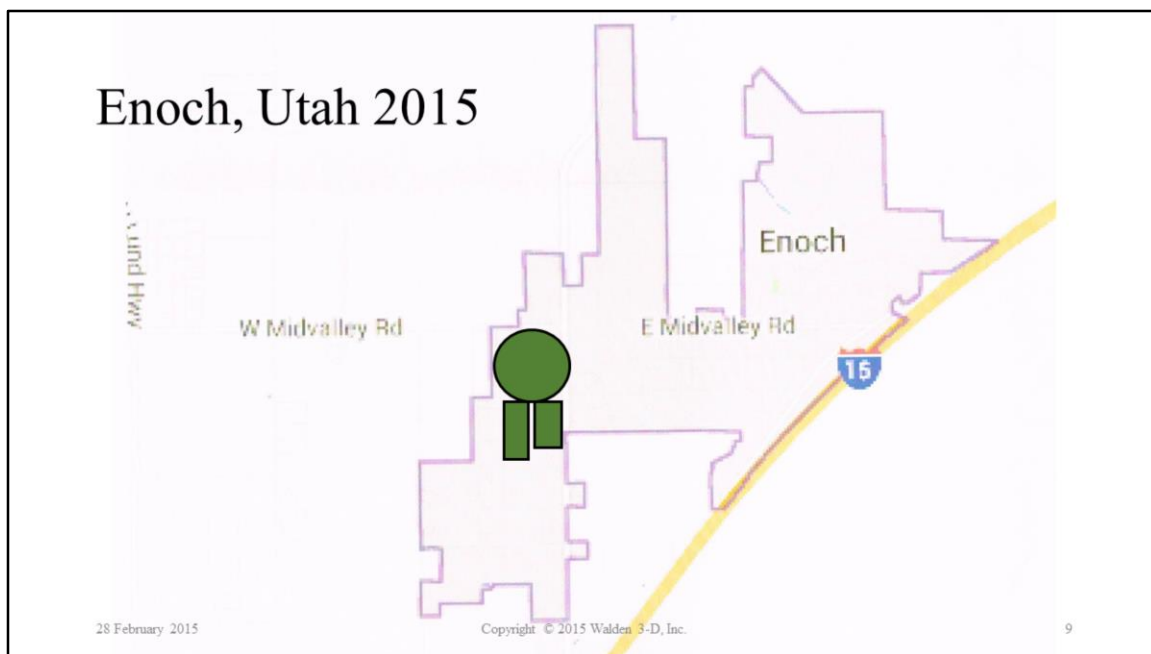 Enoch, Utah 2015
Enoch
W Midvalley Rd
E Midvalley Rd
15
28 February 2015
Copyright © 2015 Walden 3-D, Inc.
9